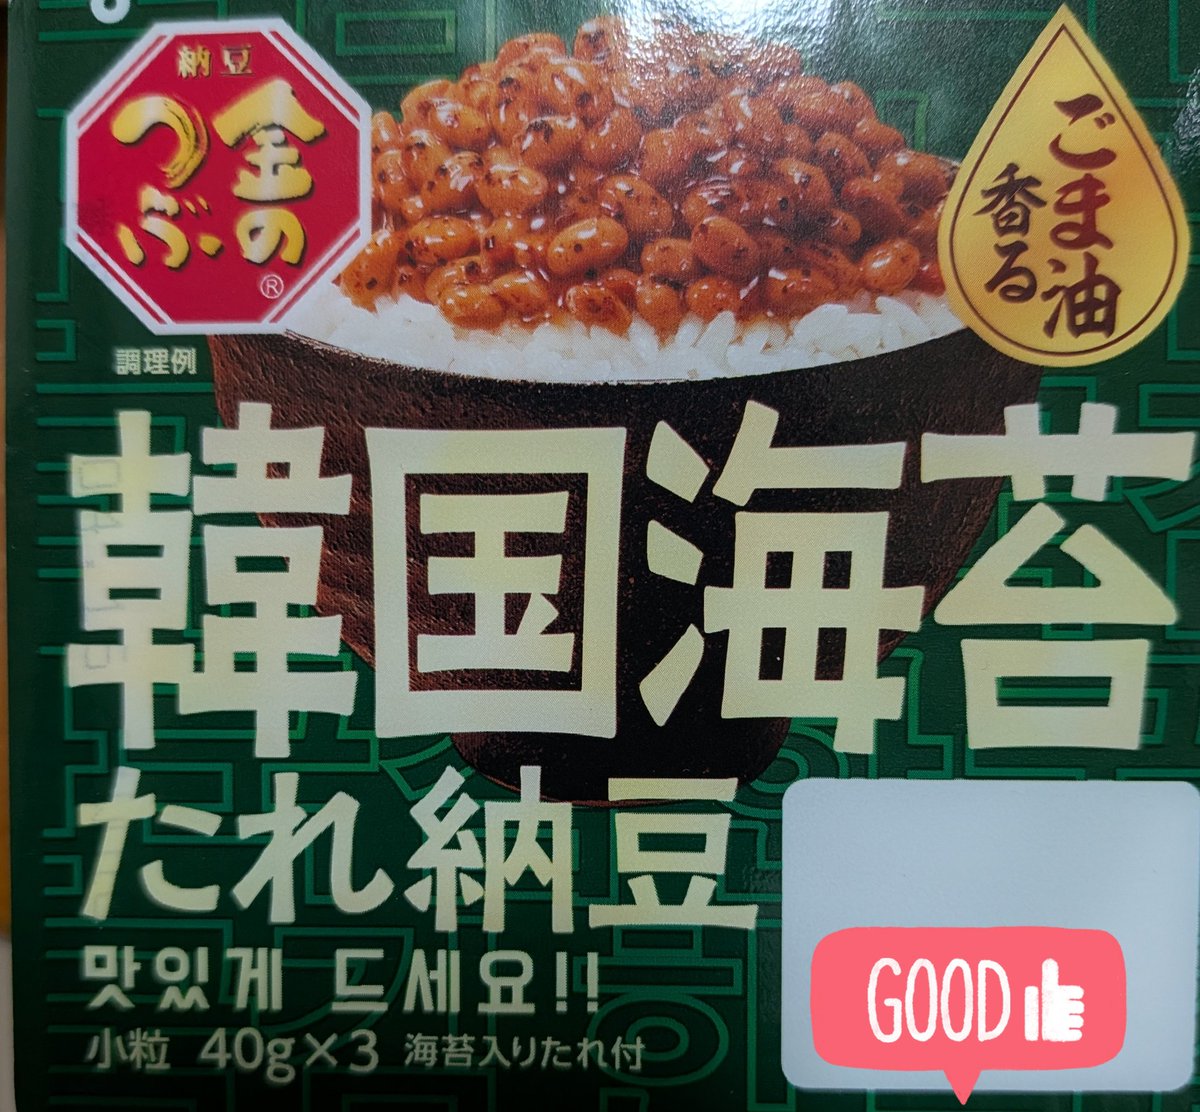 納豆
金の
つぶ®
ごま油
香る
調理例
韓国海苔
たれ納豆
맛있게 드세요!!
小粒 40g×3 海苔入りたれ付
GOOD